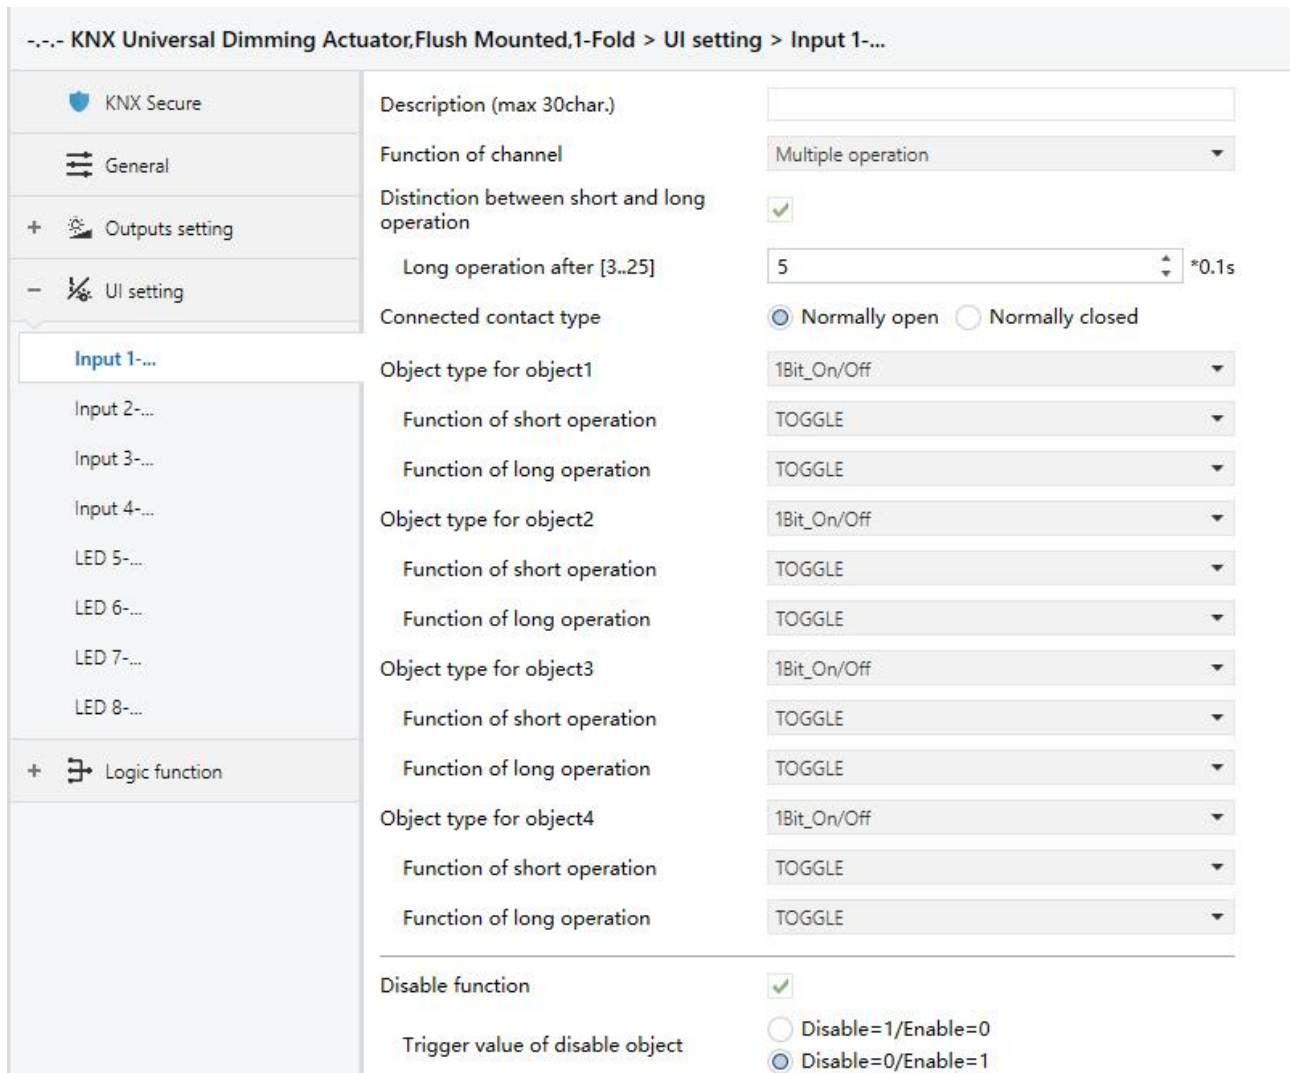 -.-.- KNX Universal Dimming Actuator,Flush Mounted,1-Fold > UI setting > Input 1-...
KNX Secure
General
+ Outputs setting
− UI setting
Input 1-...
Input 2-...
Input 3-...
Input 4-...
LED 5-...
LED 6-...
LED 7-...
LED 8-...
+ Logic function
Description (max 30char.)
Function of channel Multiple operation
Distinction between short and long
operation
Long operation after [3..25] 5 *0.1s
Connected contact type Normally open Normally closed
Object type for object1 1Bit_On/Off
Function of short operation TOGGLE
Function of long operation TOGGLE
Object type for object2 1Bit_On/Off
Function of short operation TOGGLE
Function of long operation TOGGLE
Object type for object3 1Bit_On/Off
Function of short operation TOGGLE
Function of long operation TOGGLE
Object type for object4 1Bit_On/Off
Function of short operation TOGGLE
Function of long operation TOGGLE
Disable function
Trigger value of disable object
Disable=1/Enable=0
Disable=0/Enable=1